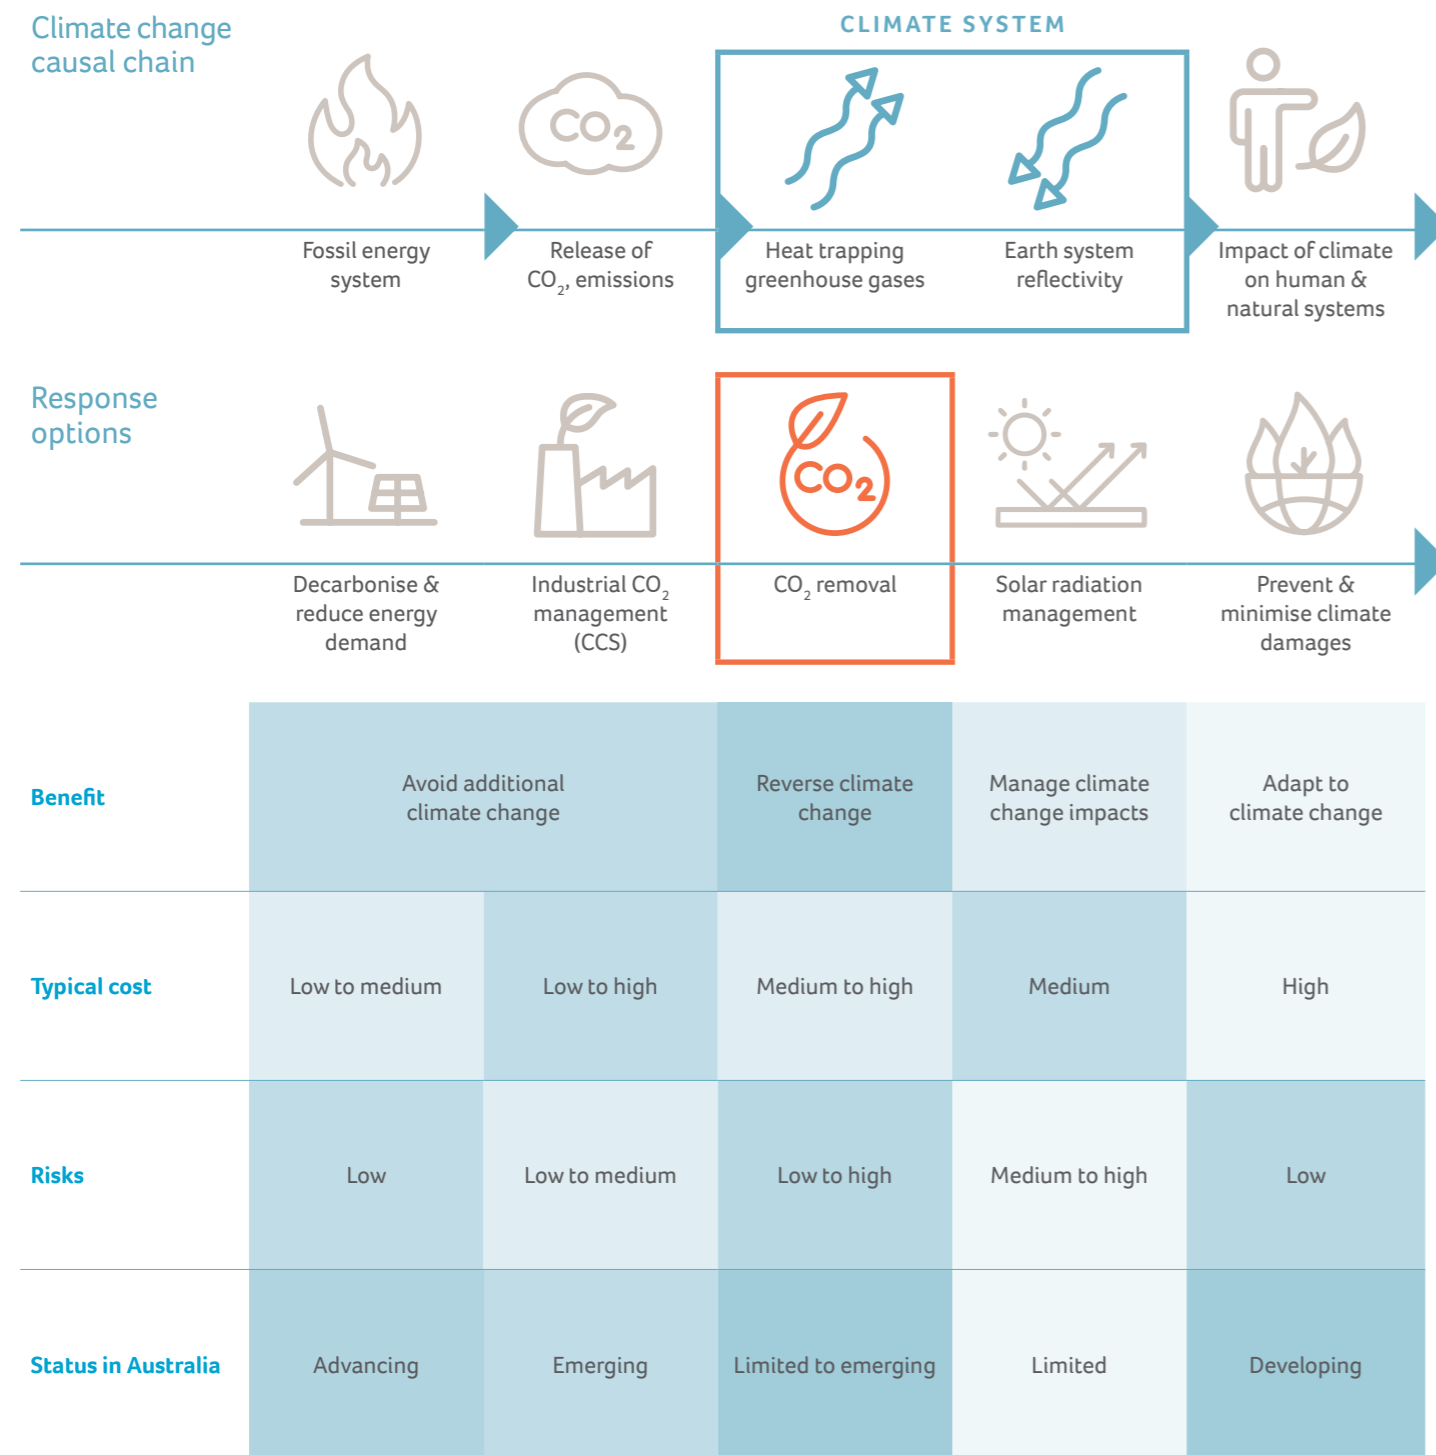 Climate change
causal chain
CLIMATE SYSTEM
CO2
Fossil energy
system
Release of
CO2, emissions
Heat trapping
greenhouse gases
Earth system
reflectivity
Impact of climate
on human &
natural systems
Response
options
CO2
Decarbonise &
reduce energy
demand
Industrial CO2
management
(CCS)
CO2 removal
Solar radiation
management
Prevent &
minimise climate
damages
Benefit
Avoid additional
climate change
Reverse climate
change
Manage climate
change impacts
Adapt to
climate change
Typical cost
Low to medium
Low to high
Medium to high
Medium
High
Risks
Low
Low to medium
Low to high
Medium to high
Low
Status in Australia
Advancing
Emerging
Limited to emerging
Limited
Developing